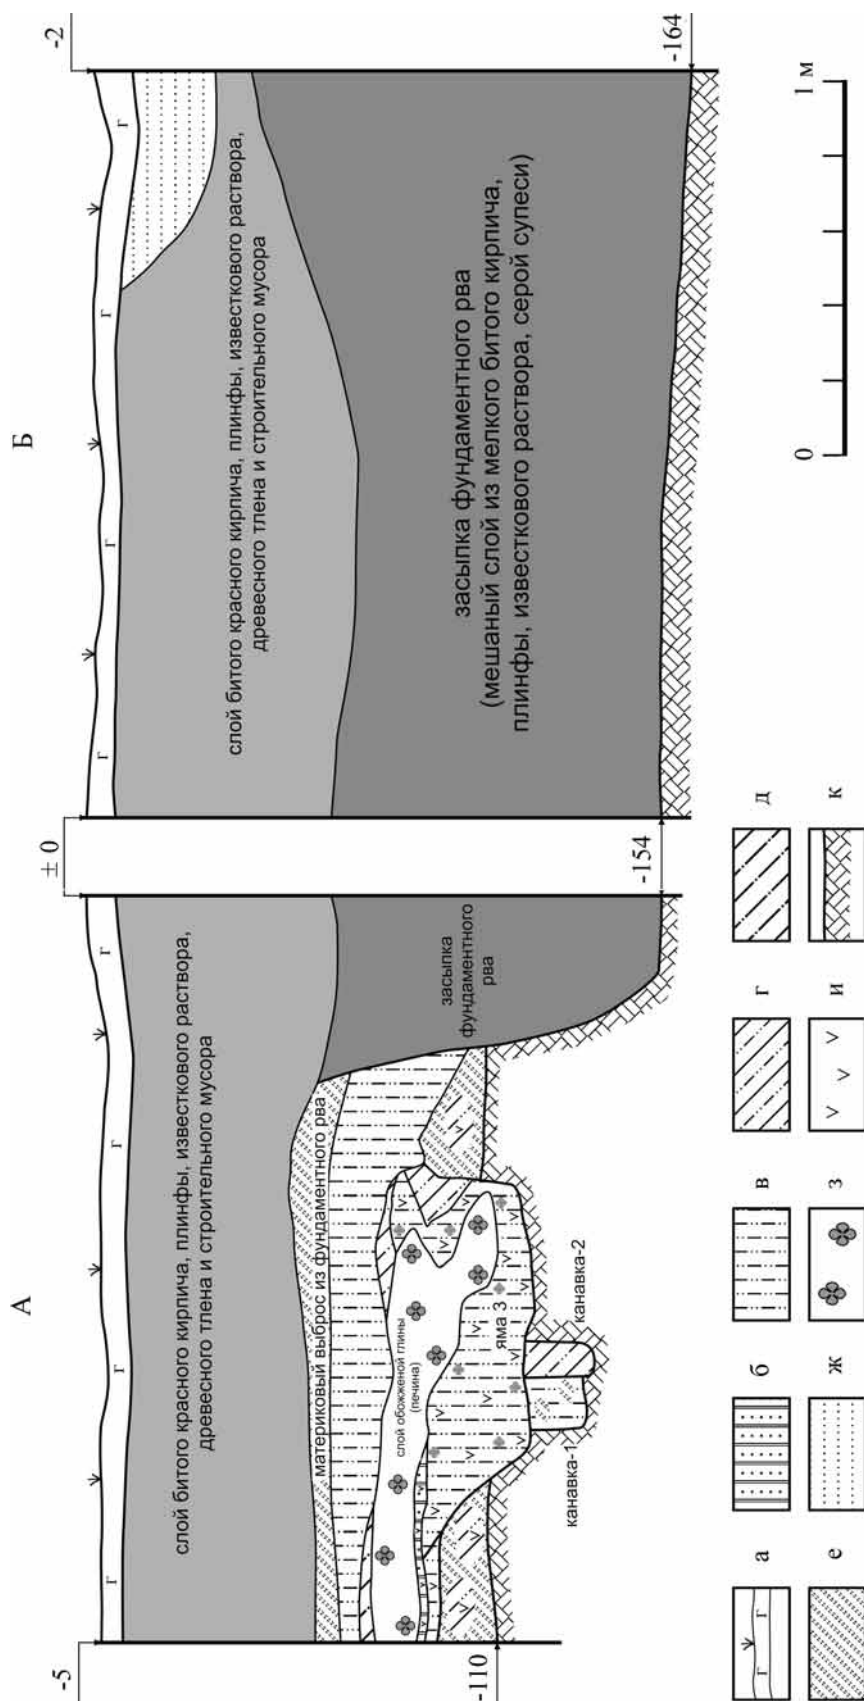 А
Б
-5
± 0
-2
Г
Г
Г
Г
Г
Г
Г
Г
слой битого красного кирпича, плинфы, известкового раствора,
древесного тлена и строительного мусора
слой битого красного кирпича, плинфы, известкового раствора,
древесного тлена и строительного мусора
материковый выброс из фундаментного рва
засыпка
фундаментного
рва
засыпка фундаментного рва
(мешаный слой из мелкого битого кирпича,
плинфы, известкового раствора, серой супеси)
слой обожженой глины
(печина)
яма 3
канавка-1
канавка-2
-110
-154
-164
0
1 м
а
Г
Г
б
в
г
д
е
ж
з
и
к